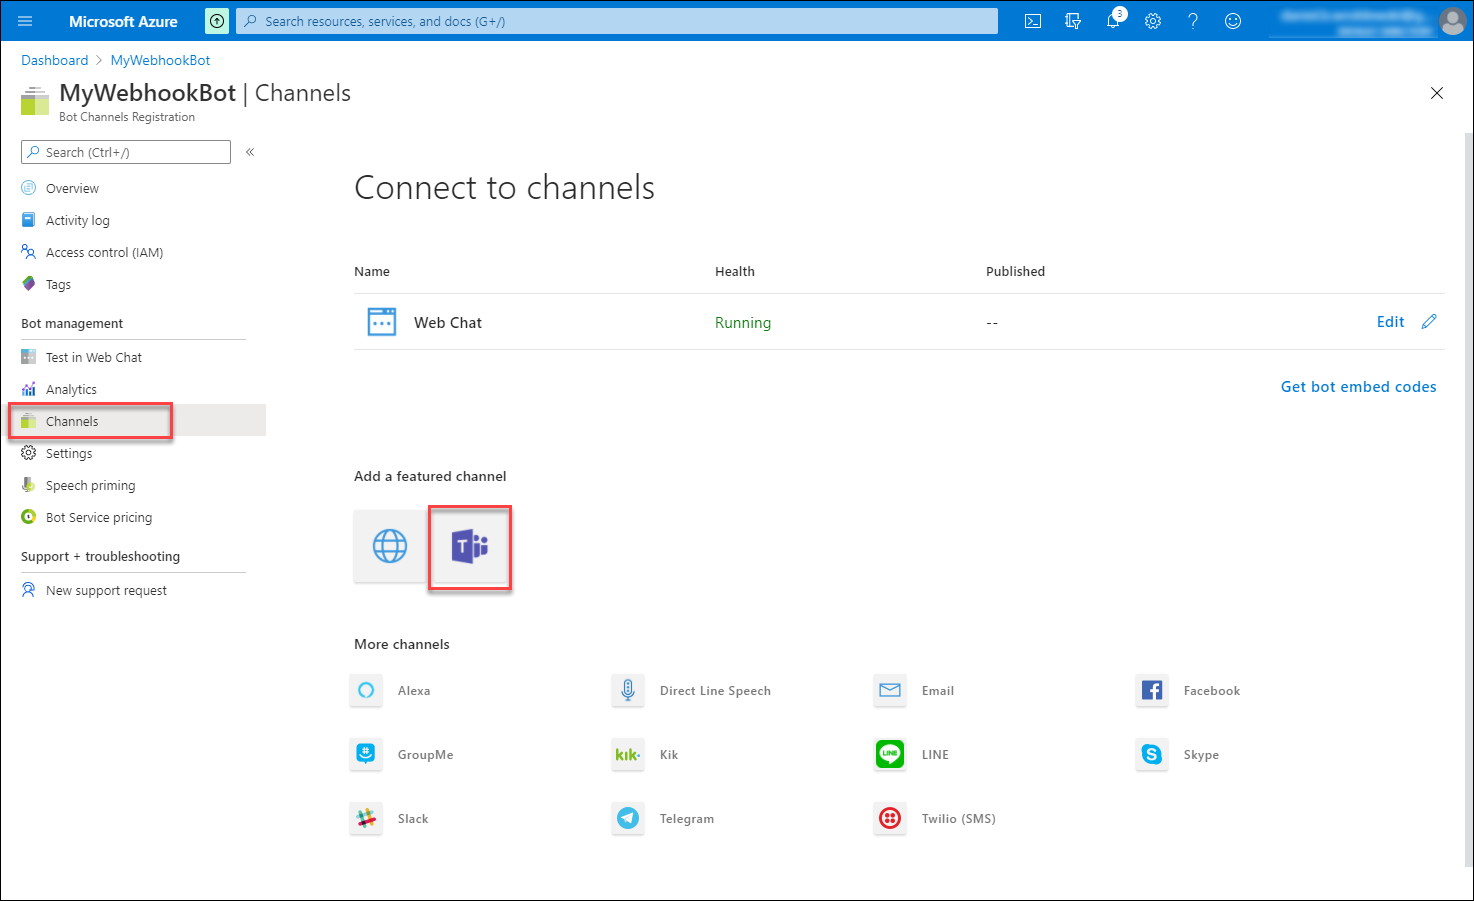 Microsoft Azure
Search resources, services, and docs (G+/)
3
Dashboard > MyWebhookBot
MyWebhookBot | Channels
Bot Channels Registration
Search (Ctrl+/)
«
Overview
Activity log
Access control (IAM)
Tags
Bot management
Test in Web Chat
Analytics
Channels
Settings
Speech priming
Bot Service pricing
Support + troubleshooting
New support request
Connect to channels
Name Health Published
Web Chat Running -- Edit
Get bot embed codes
Add a featured channel
T
More channels
Alexa Direct Line Speech Email Facebook
GroupMe kik Kik LINE LINE Skype
Slack Telegram Twilio (SMS)